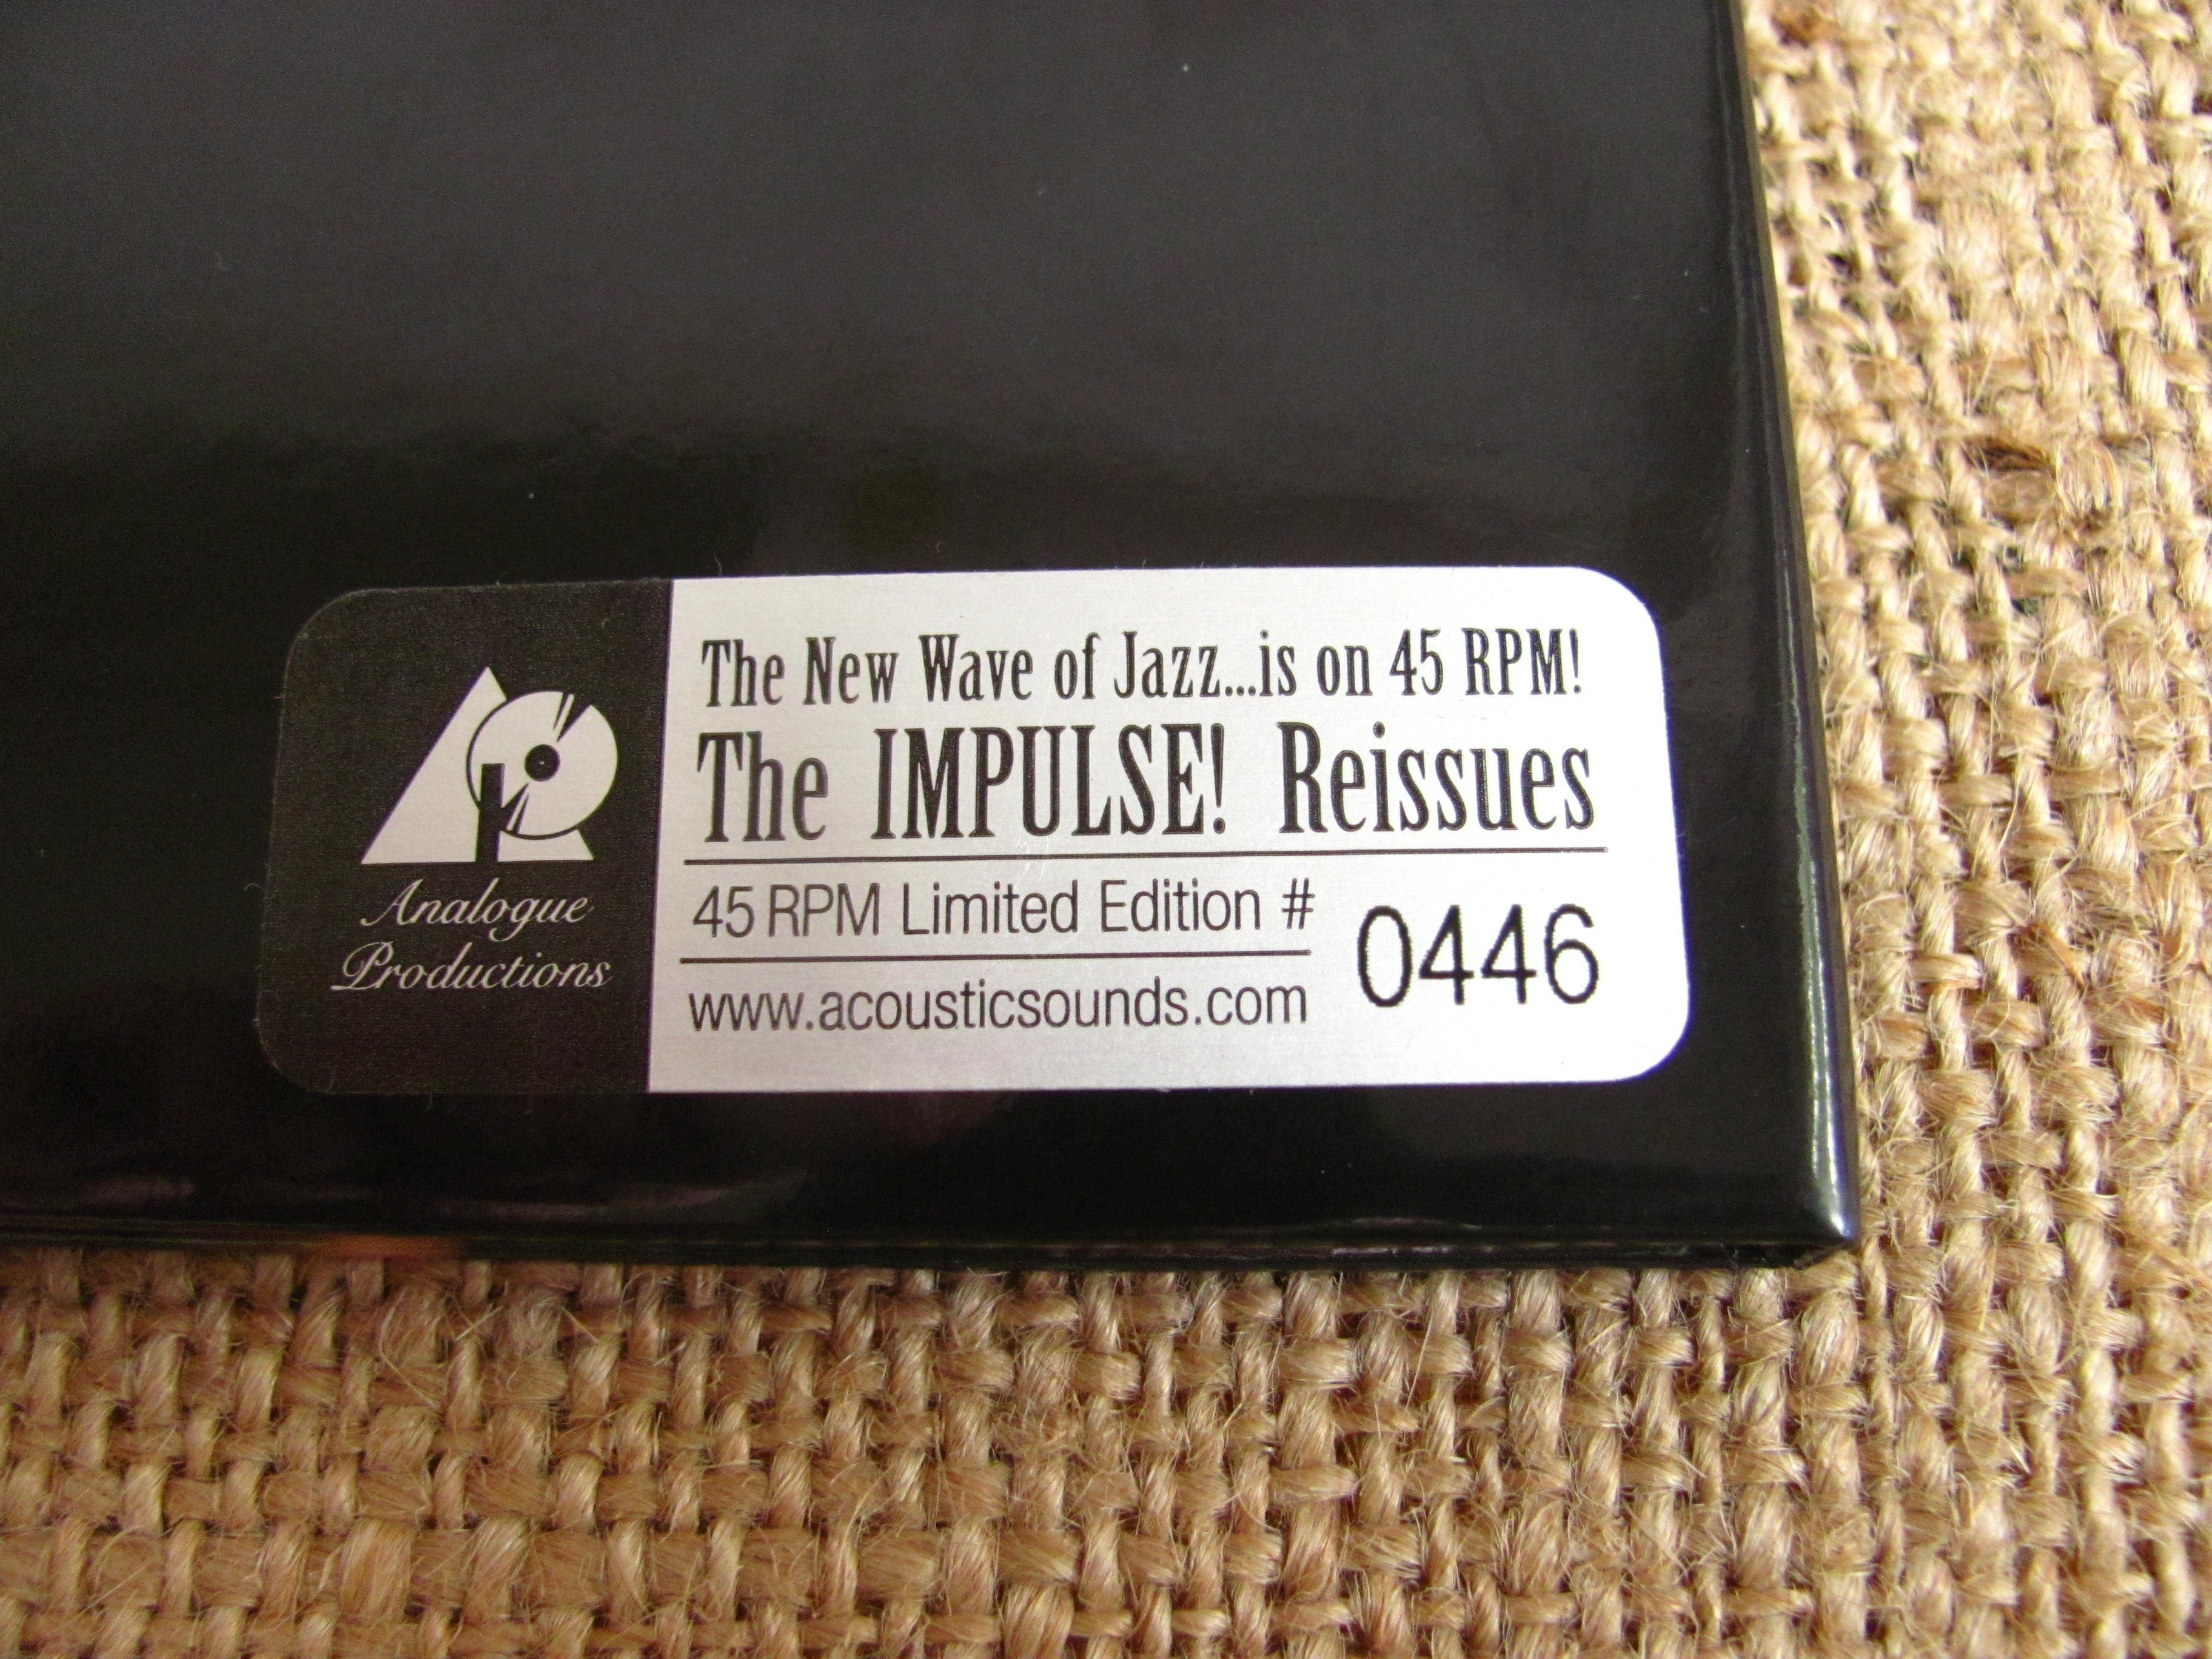 The New Wave of Jazz...is on 45 RPM!
The IMPULSE! Reissues
45 RPM Limited Edition # 0446
www.acousticsounds.com
Analogue
Productions